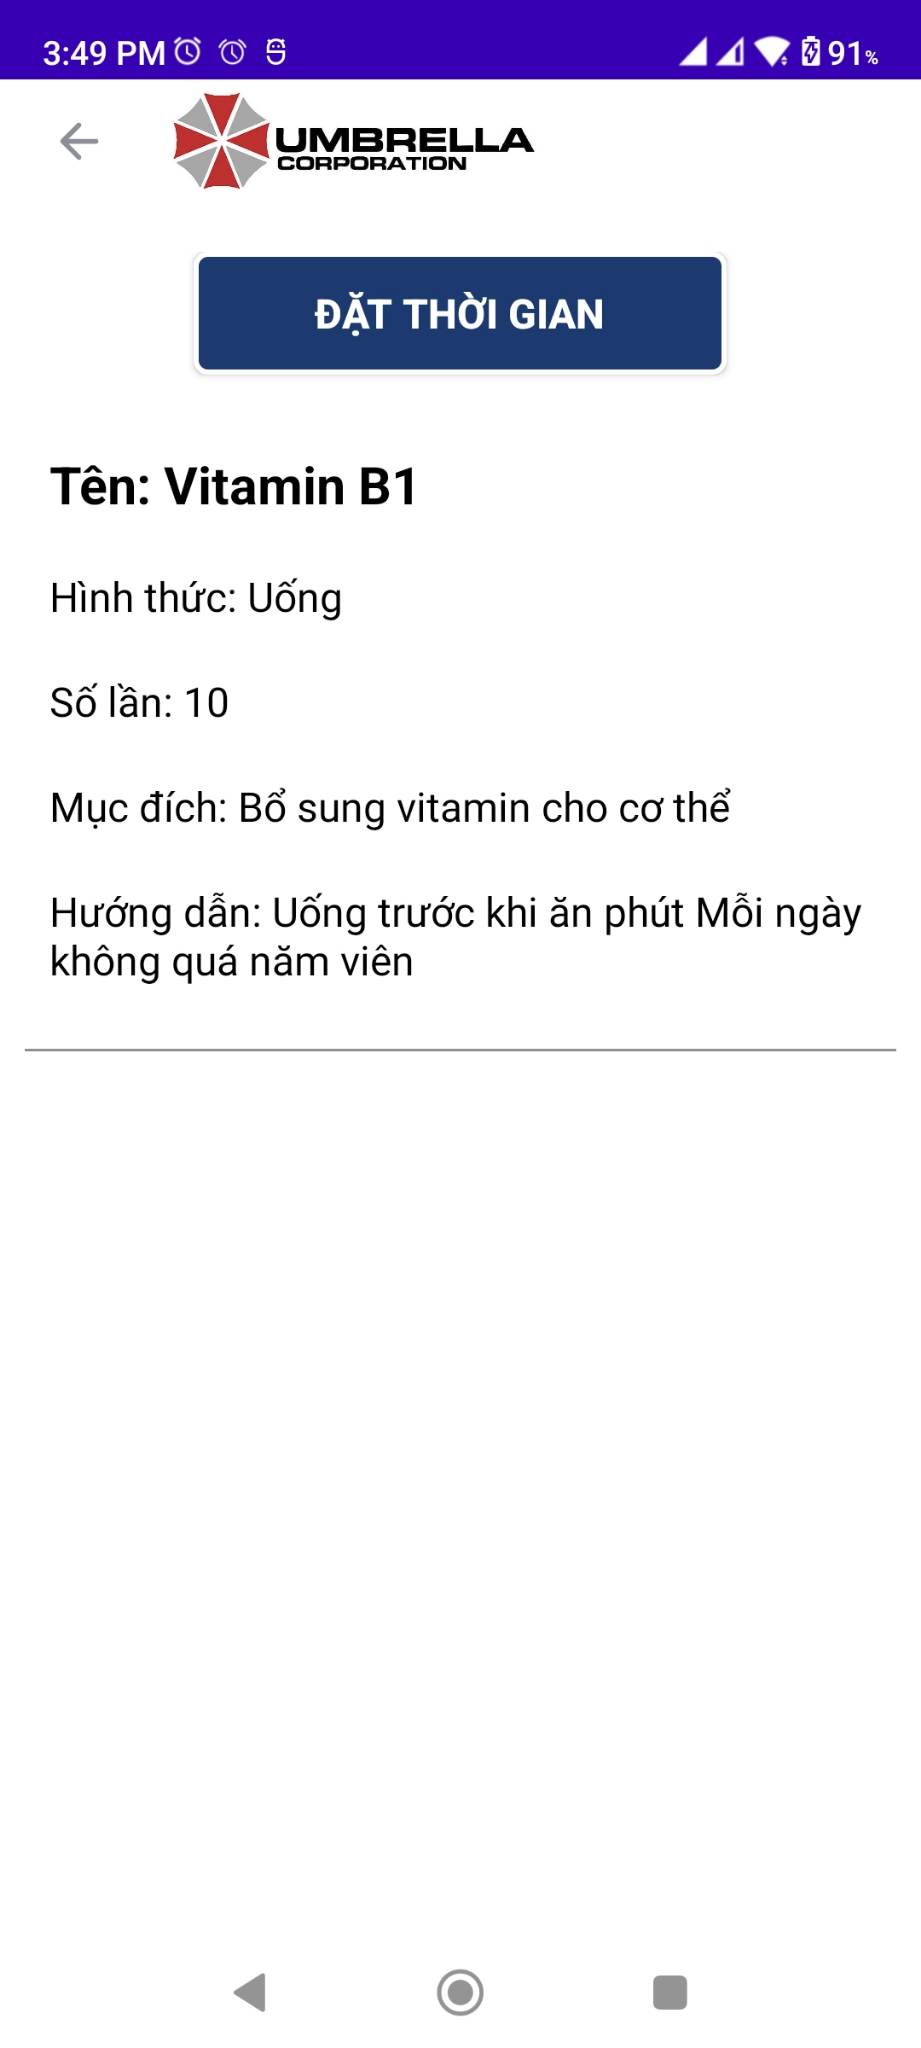 3:49 PM 91%
UMBRELLA
CORPORATION
ĐẶT THỜI GIAN
Tên: Vitamin B1
Hình thức: Uống
Số lần: 10
Mục đích: Bổ sung vitamin cho cơ thể
Hướng dẫn: Uống trước khi ăn phút Mỗi ngày
không quá năm viên